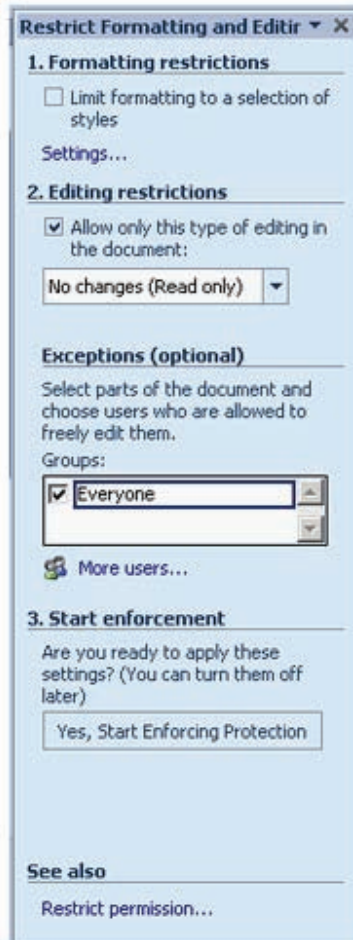 Restrict Formatting and Editir
1. Formatting restrictions
Limit formatting to a selection of
styles
Settings...
2. Editing restrictions
Allow only this type of editing in
the document:
No changes (Read only)
Exceptions (optional)
Select parts of the document and
choose users who are allowed to
freely edit them.
Groups:
Everyone
More users...
3. Start enforcement
Are you ready to apply these
settings? (You can turn them off
later)
Yes, Start Enforcing Protection
See also
Restrict permission...